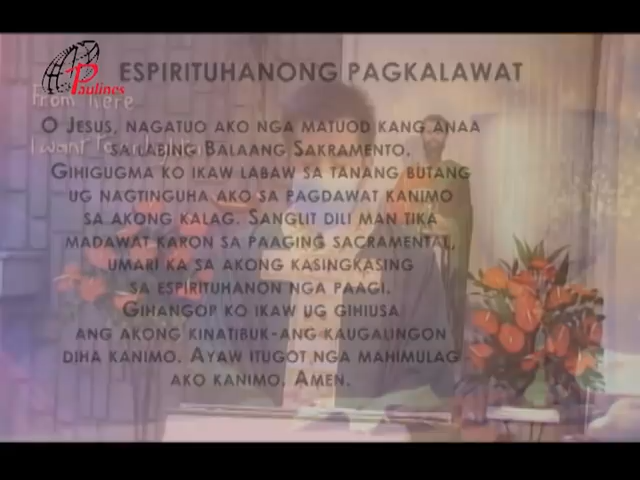 Paulines
ESPIRITUHANONG PAGKALAWAT
From Here
I want To
O JESUS, NAGATUO AKO NGA MATUOD KANG ANAA
SA LABING BALAANG SAKRAMENTO.
GIHIGUGMA KO IKAW LABAW SA TANANG BUTANG
UG NAGTINGUHA AKO SA PAGDAWAT KANIMO
SA AKONG KALAG. SANGLIT DILI MAN TIKA
MADAWAT KARON SA PAAGING SACRAMENTAL,
UMARI KA SA AKONG KASINGKASING
SA ESPIRITUHANON NGA PAAGI.
GIHANGOP KO IKAW UG GIHIUSA
ANG AKONG KINATIBUK-ANG KAUGALINGON
DIHA KANIMO. AYAW ITUGOT NGA MAHIMULAG
AKO KANIMO. AMEN.